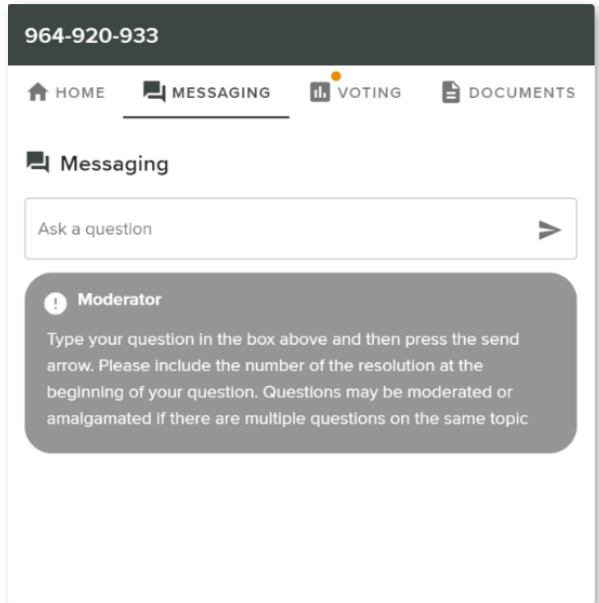 964-920-933
HOME MESSAGING VOTING DOCUMENTS
Messaging
Ask a question
Moderator
Type your question in the box above and then press the send
arrow. Please include the number of the resolution at the
beginning of your question. Questions may be moderated or
amalgamated if there are multiple questions on the same topic